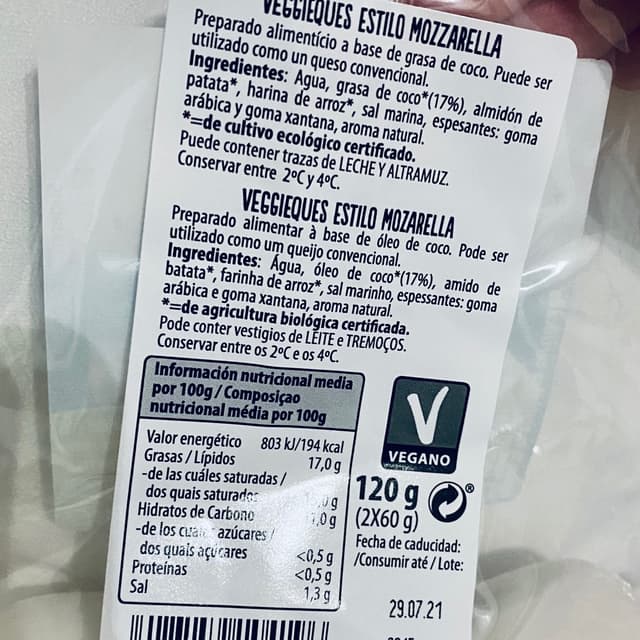 VEGGIEQUES ESTILO MOZZARELLA
Preparado alimentício a base de grasa de coco. Puede ser
utilizado como un queso convencional.
Ingredientes: Agua, grasa de coco*(17%), almidón de
patata*, harina de arroz*, sal marina, espesantes: goma
arábica y goma xantana, aroma natural.
*=de cultivo ecológico certificado.
Puede contener trazas de LECHE Y ALTRAMUZ.
Conservar entre 2ºC y 4ºC.
VEGGIEQUES ESTILO MOZARELLA
Preparado alimentar à base de óleo de coco. Pode ser
utilizado como um queijo convencional.
Ingredientes: Água, óleo de coco*(17%), amido de
batata*, farinha de arroz*, sal marinho, espessantes: goma
arábica e goma xantana, aroma natural.
*=de agricultura biológica certificada.
Pode conter vestigios de LEITE e TREMOÇOS.
Conservar entre os 2ºC e os 4ºC.
Información nutricional media
por 100g / Composiçao
nutricional média por 100g
Valor energético 803 kJ/194 kcal
Grasas / Lípidos 17,0 g
-de las cuáles saturadas /
dos quais saturados ,0 g
Hidratos de Carbono ,0 g
-de los cuales azúcares /
dos quais açúcares <0,5 g
Proteínas <0,5 g
Sal 1,3 g
V
VEGANO
120 g
(2X60 g)
Fecha de caducidad:
/Consumir até / Lote:
29.07.21